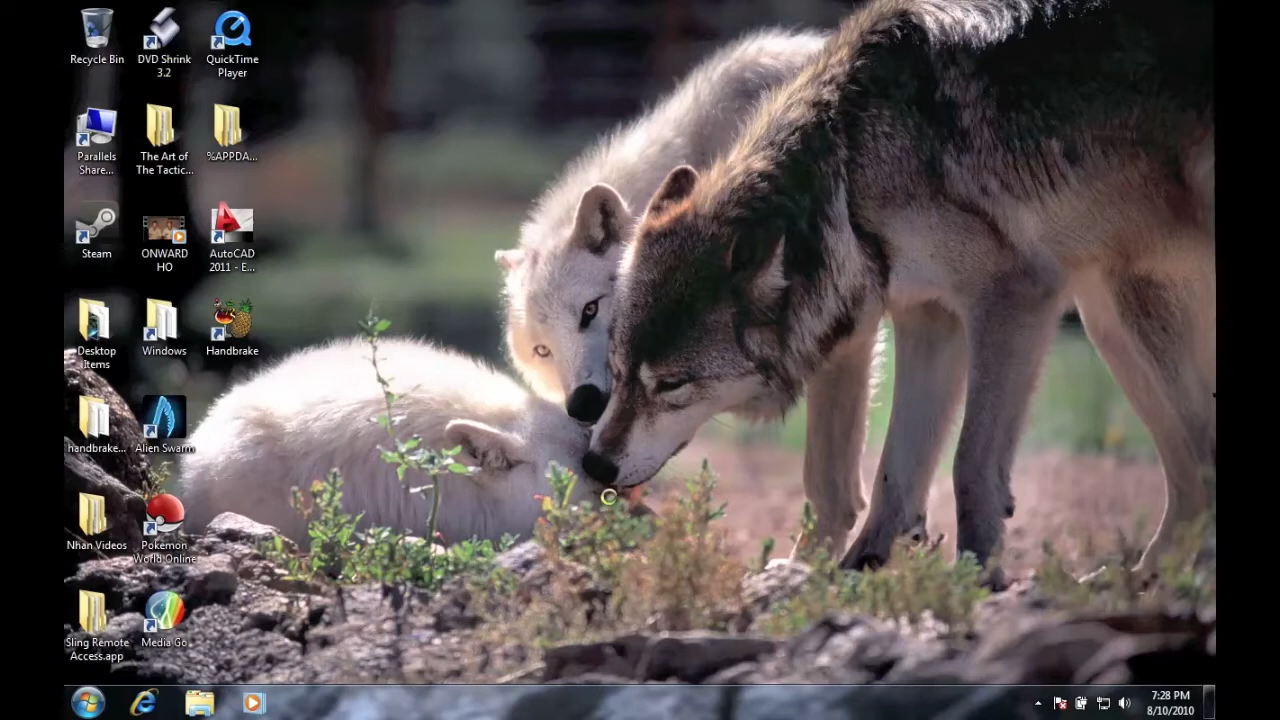 Recycle Bin
DVD Shrink
3.2
QuickTime
Player
Parallels
Share...
The Art of
The Tactic...
%APPDA...
Steam
ONWARD
HO
AutoCAD
2011 - E...
Desktop
Items
Windows
Handbrake
handbrake...
Alien Swarm
Nhan Videos
Pokemon
World Online
Sling Remote
Access.app
Media Go
7:28 PM
8/10/2010